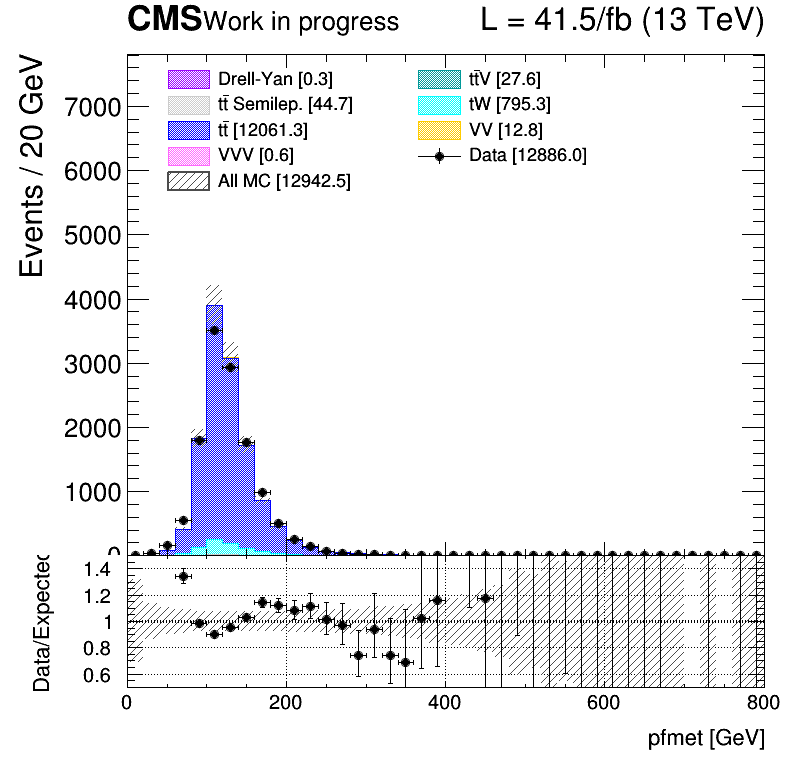 CMS Work in progress L = 41.5/fb (13 TeV)
Events / 20 GeV
Drell-Yan [0.3] tt̄V [27.6]
tt̄ Semilep. [44.7] tW [795.3]
tt̄ [12061.3] VV [12.8]
VVV [0.6] Data [12886.0]
All MC [12942.5]
7000
6000
5000
4000
3000
2000
1000
0
Data/Expected
1.4
1.2
1
0.8
0.6
0 200 400 600 800
pfmet [GeV]